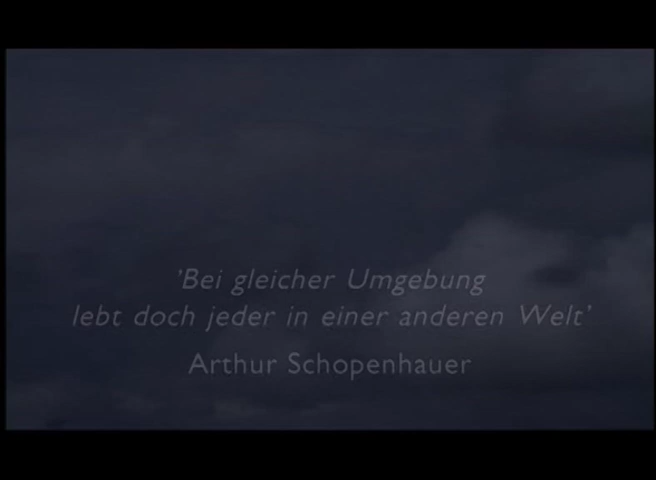 'Bei gleicher Umgebung
lebt doch jeder in einer anderen Welt'
Arthur Schopenhauer